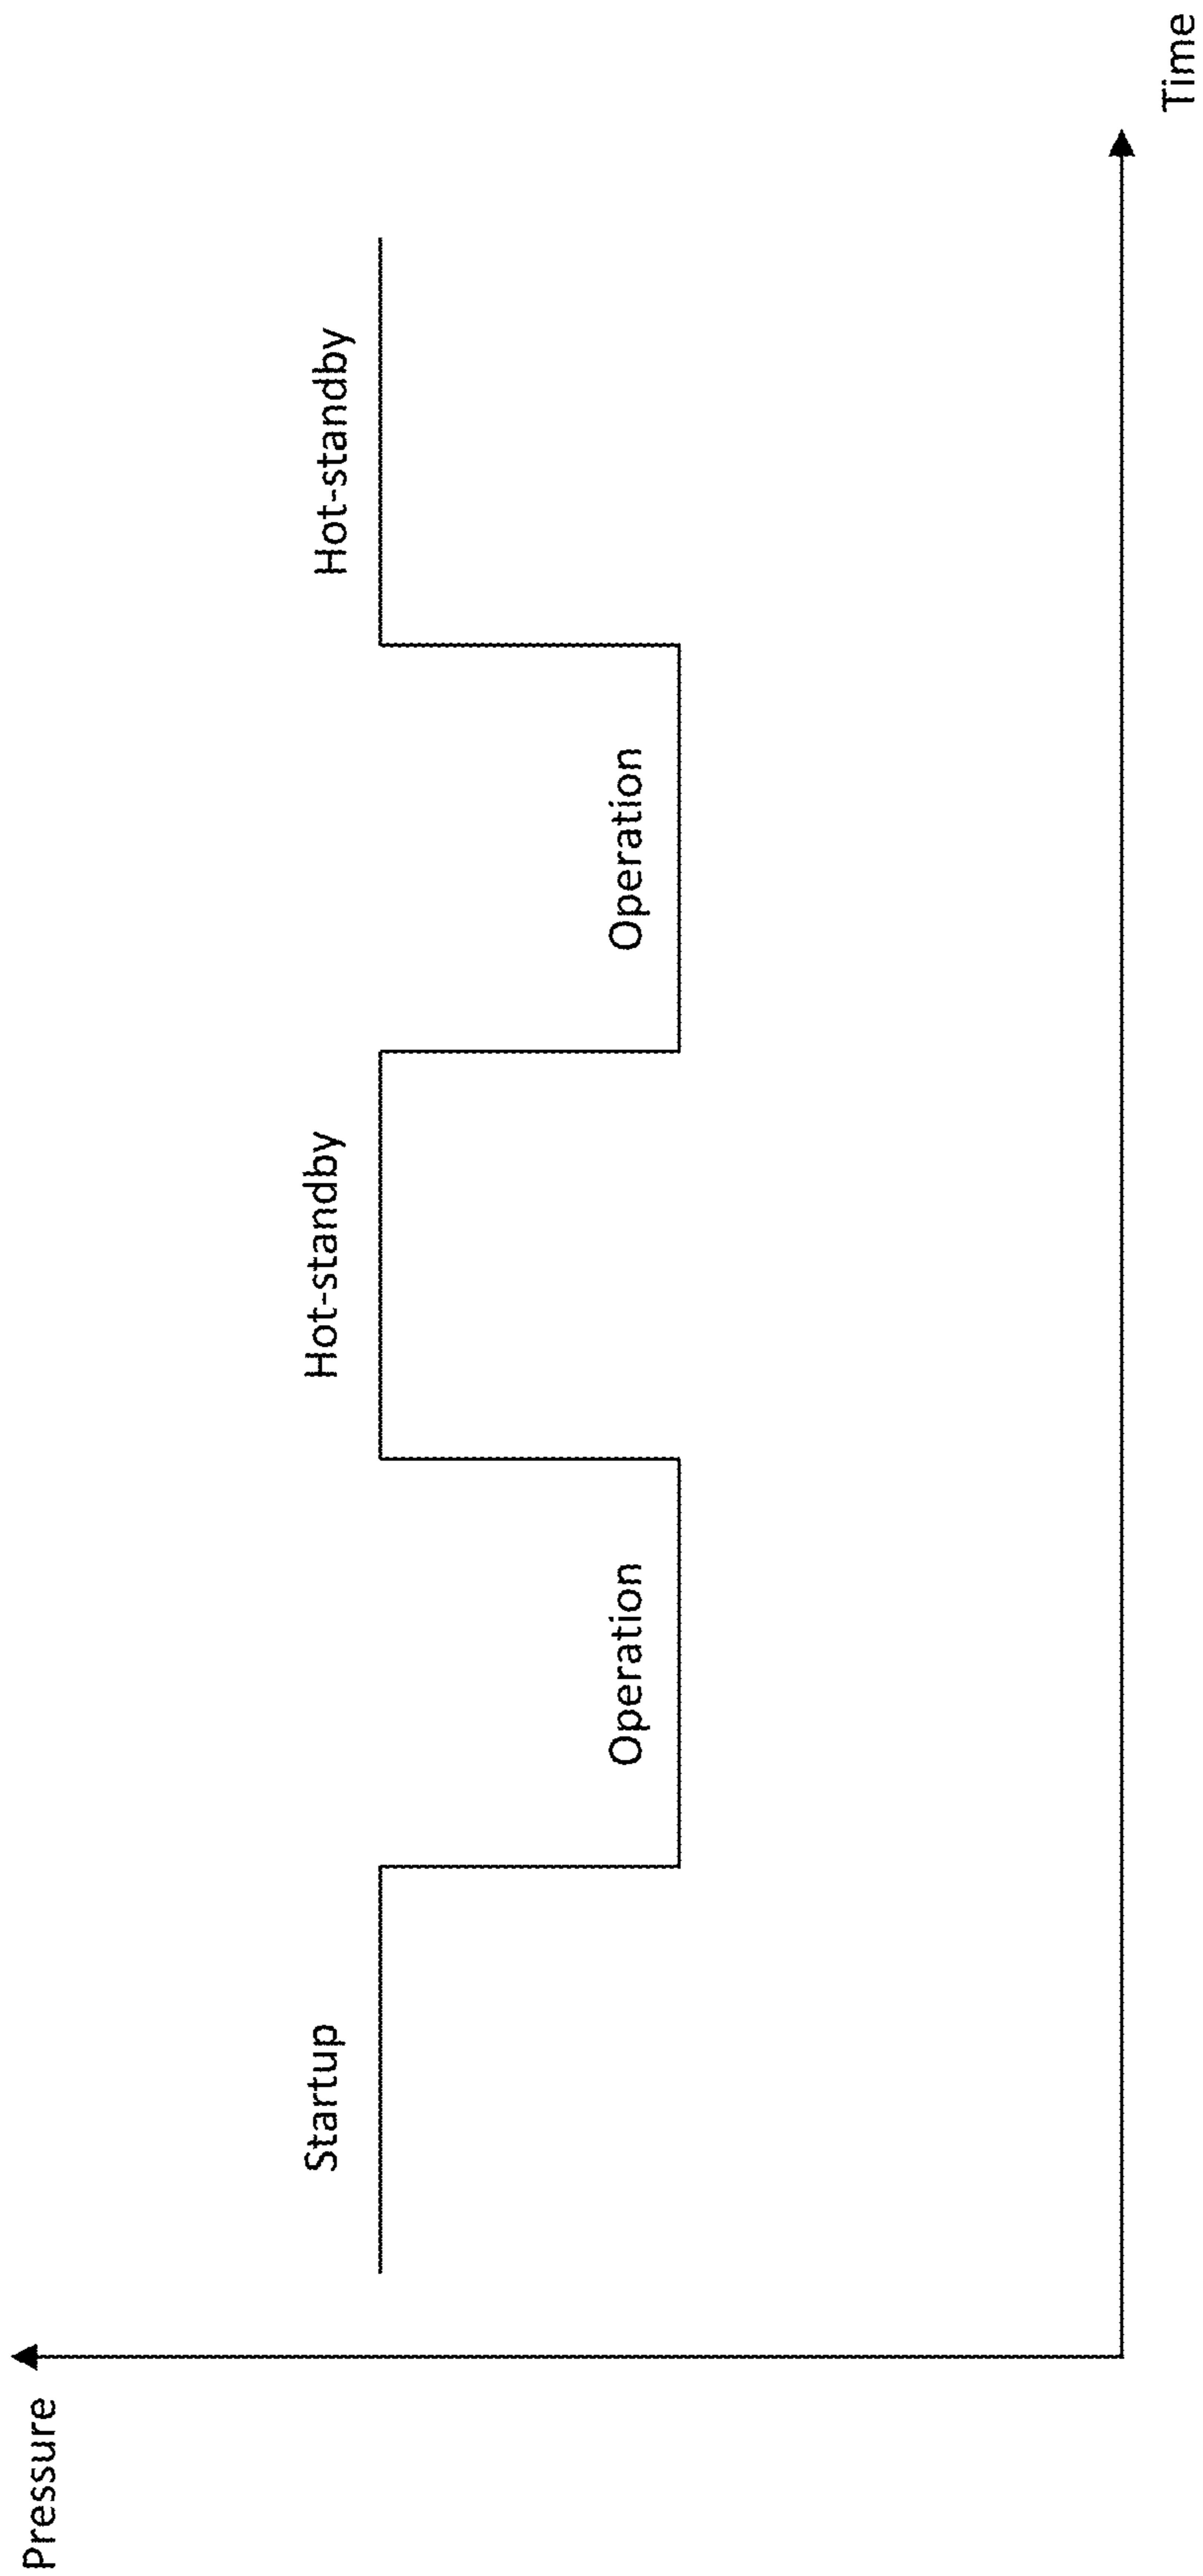 Pressure
Startup
Operation
Hot-standby
Operation
Hot-standby
Time